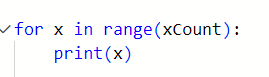 for x in range(xCount):
    print(x)